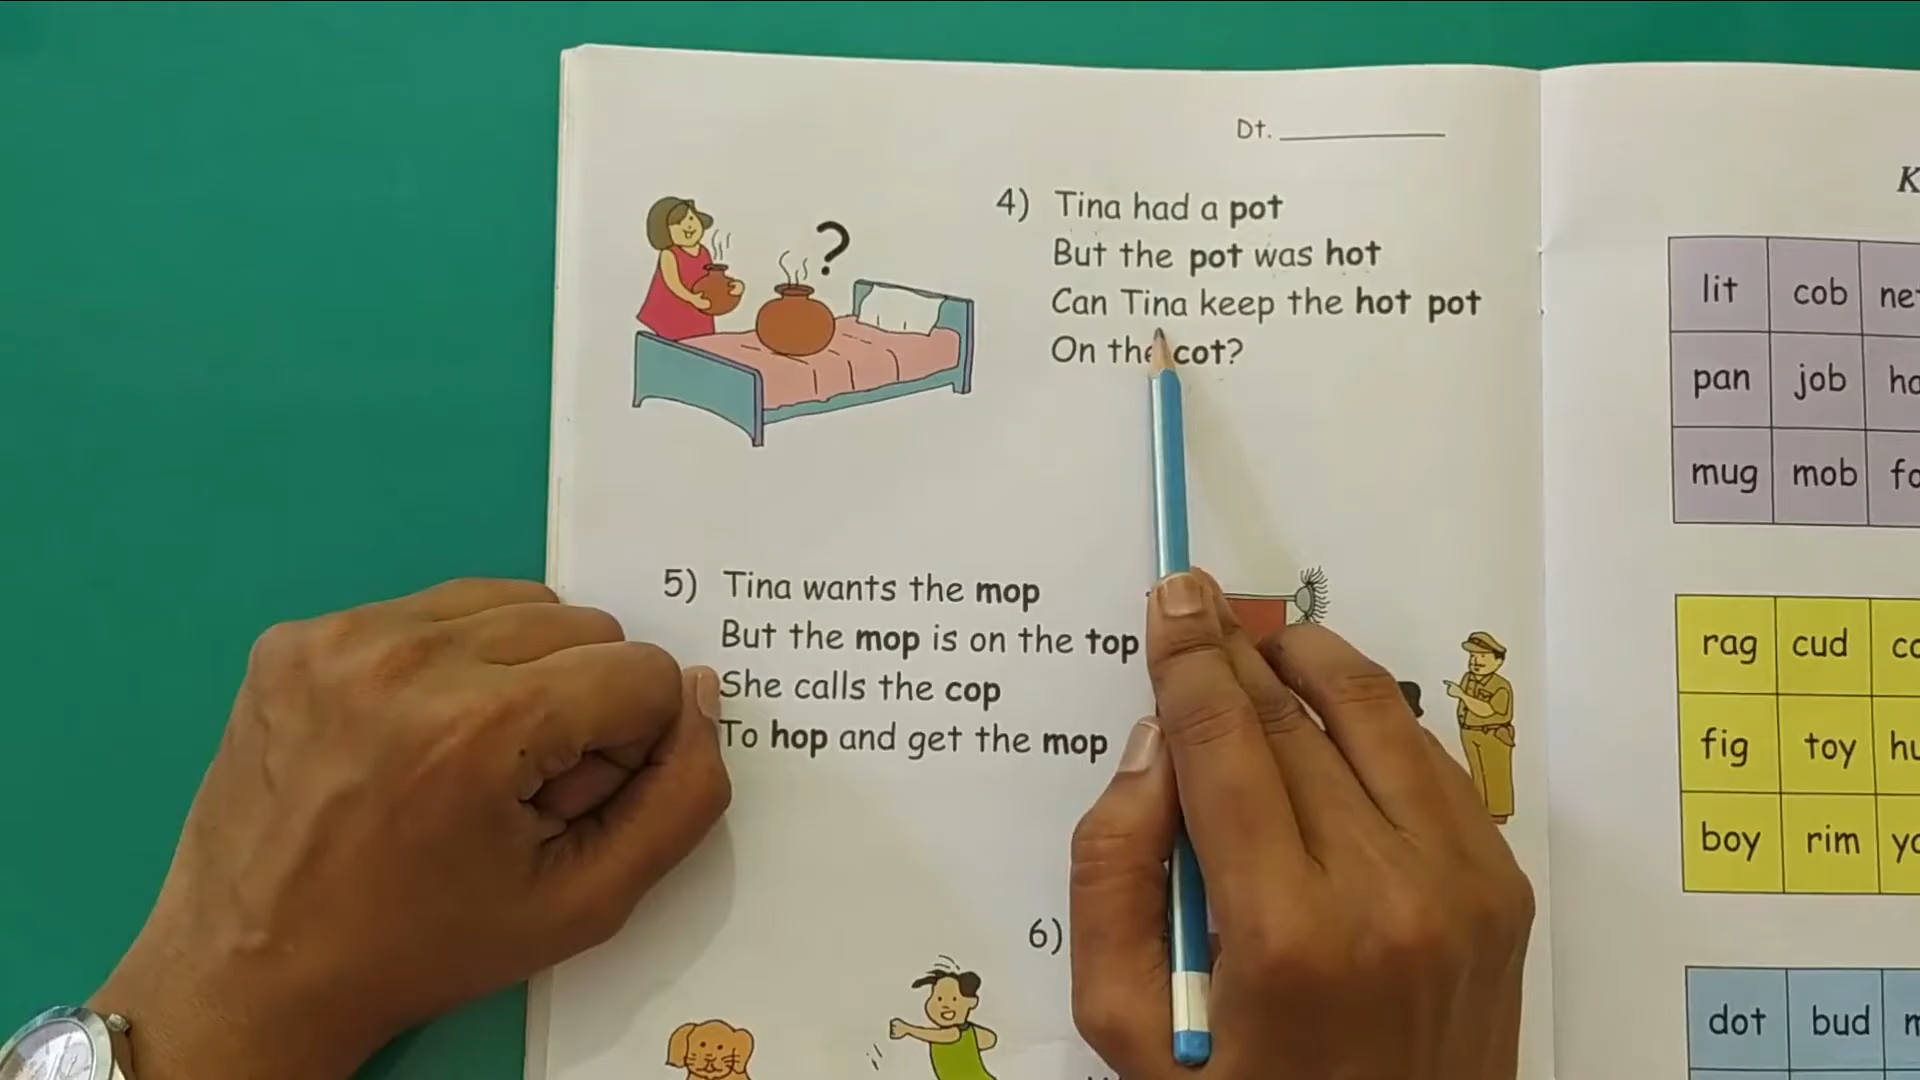 Dt.
4) Tina had a pot
But the pot was hot
Can Tina keep the hot pot
On the cot?
?
5) Tina wants the mop
But the mop is on the top
She calls the cop
To hop and get the mop
6)
K
lit cob
pan job
mug mob
rag cud
fig toy
boy rim
dot bud